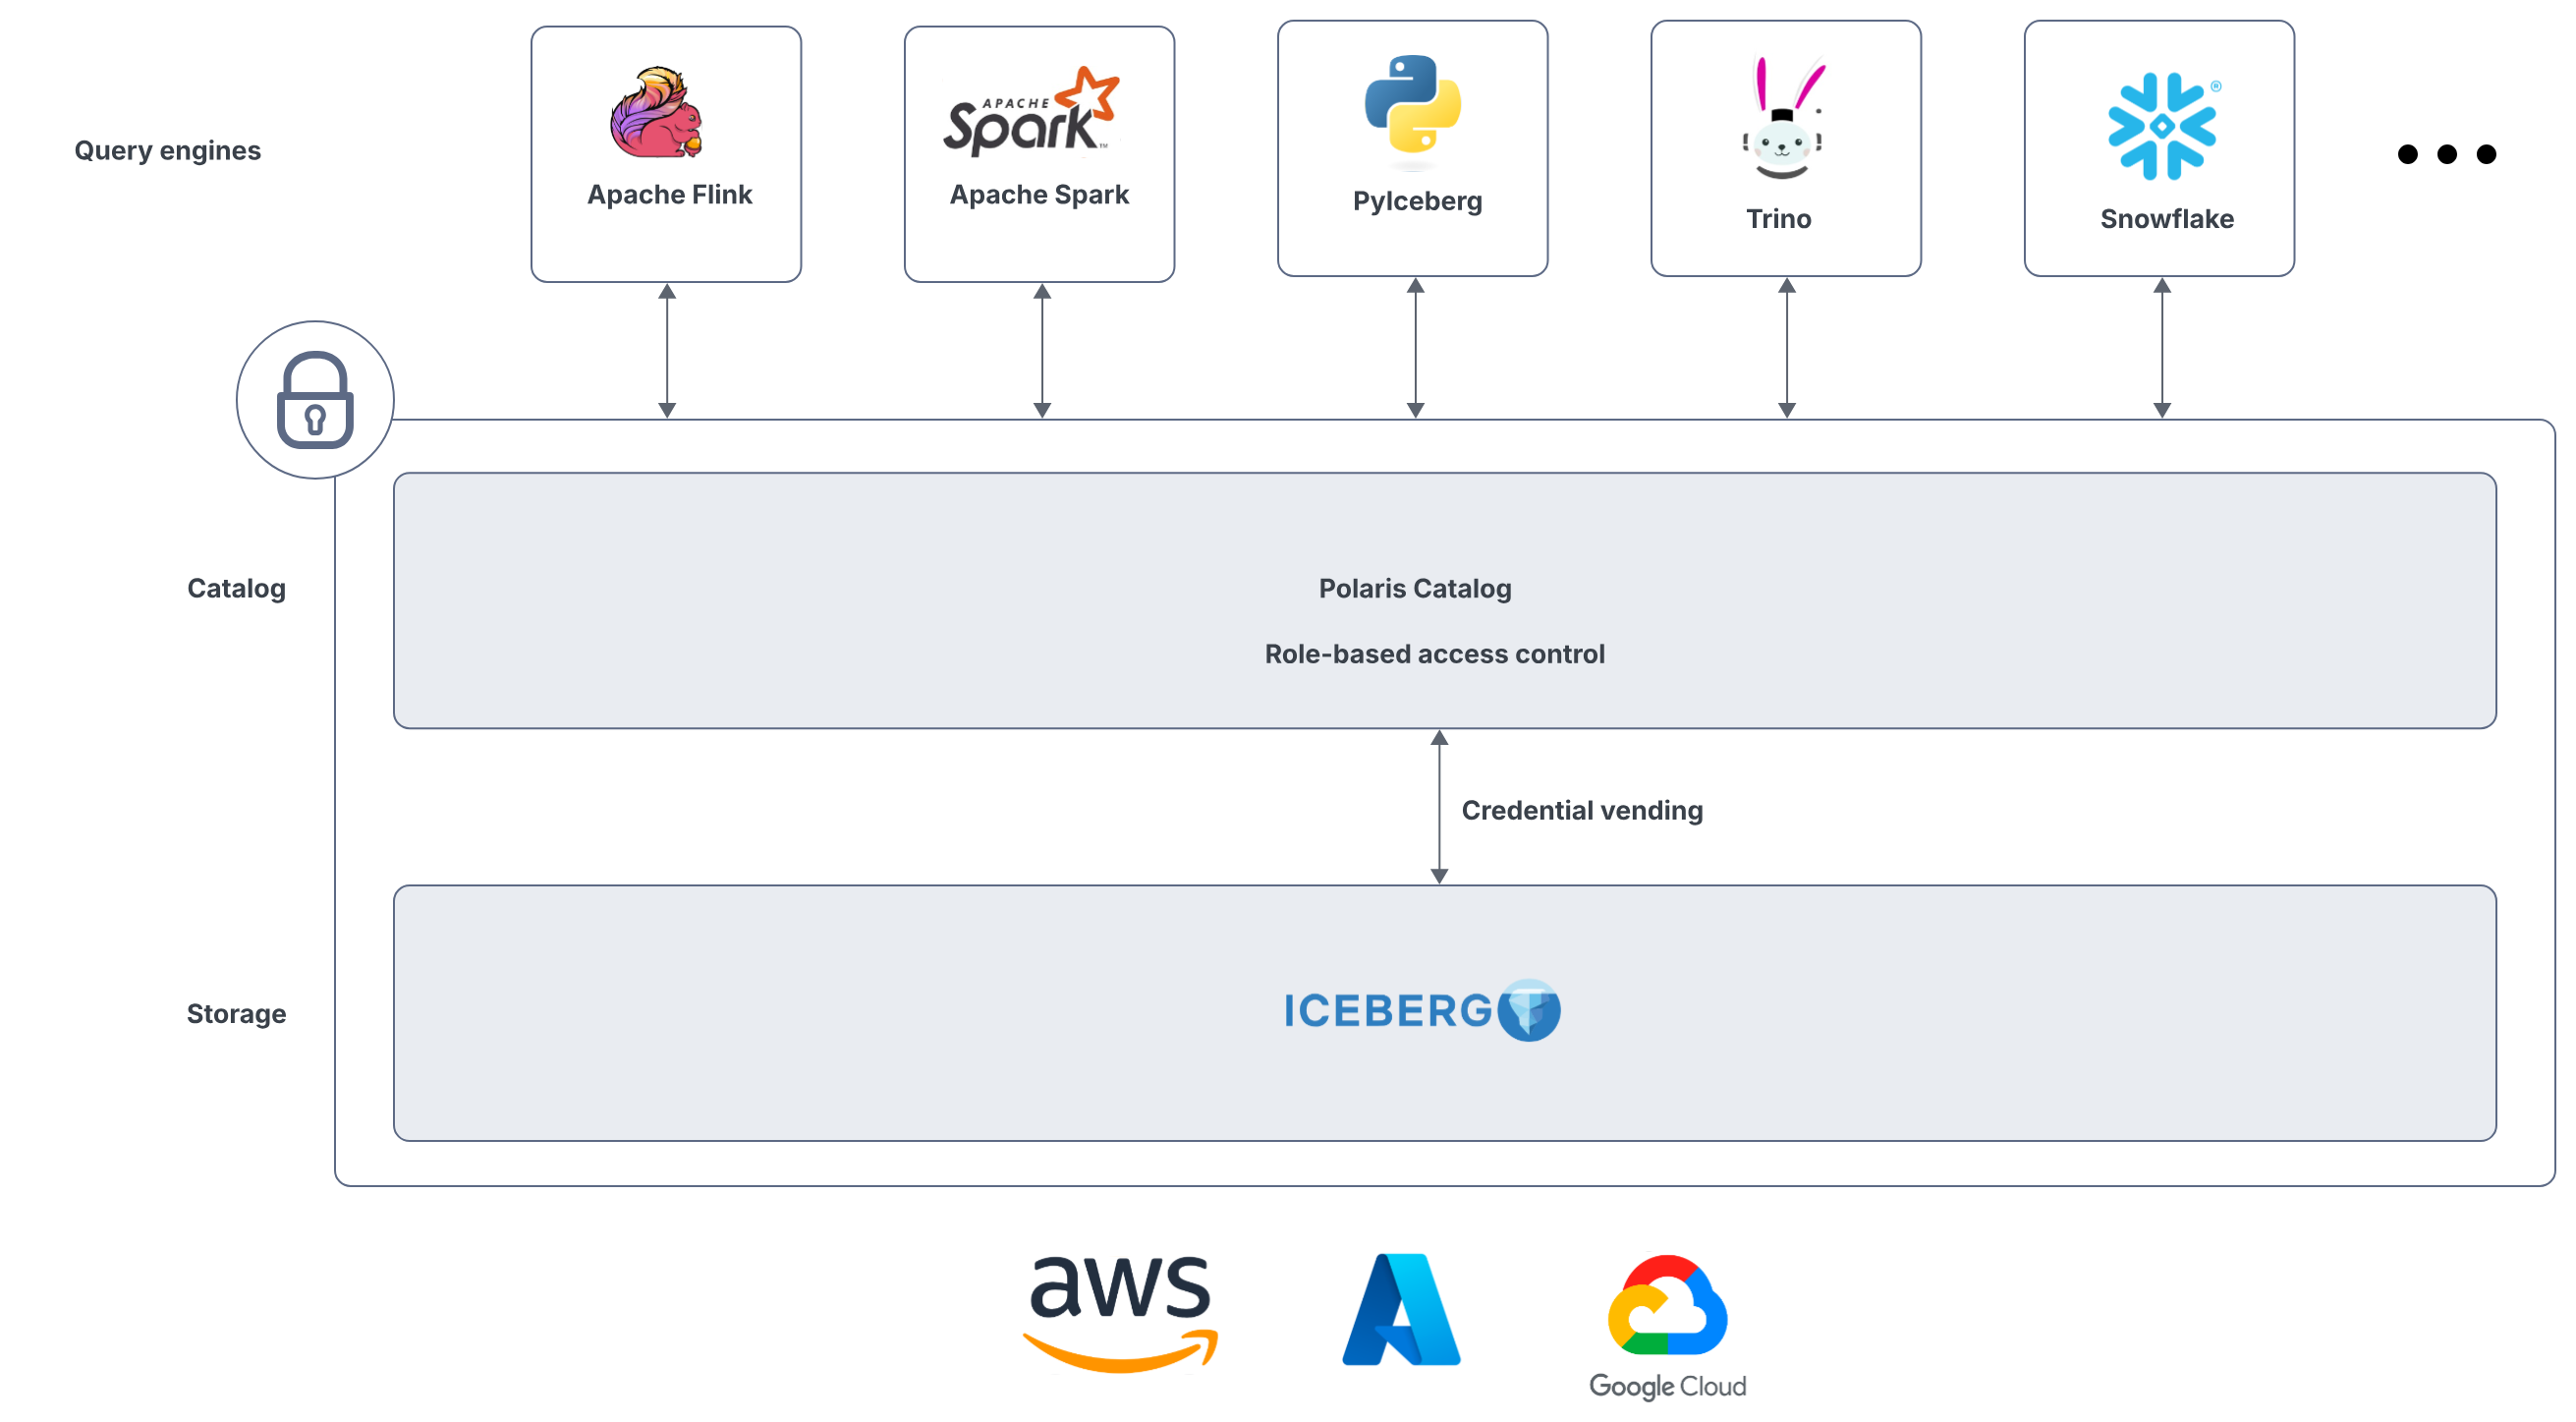 APACHE
Spark™
®
Query engines
Apache Flink
Apache Spark
PyIceberg
Trino
Snowflake
Catalog
Polaris Catalog
Role-based access control
Credential vending
Storage
ICEBERG
aws
Google Cloud